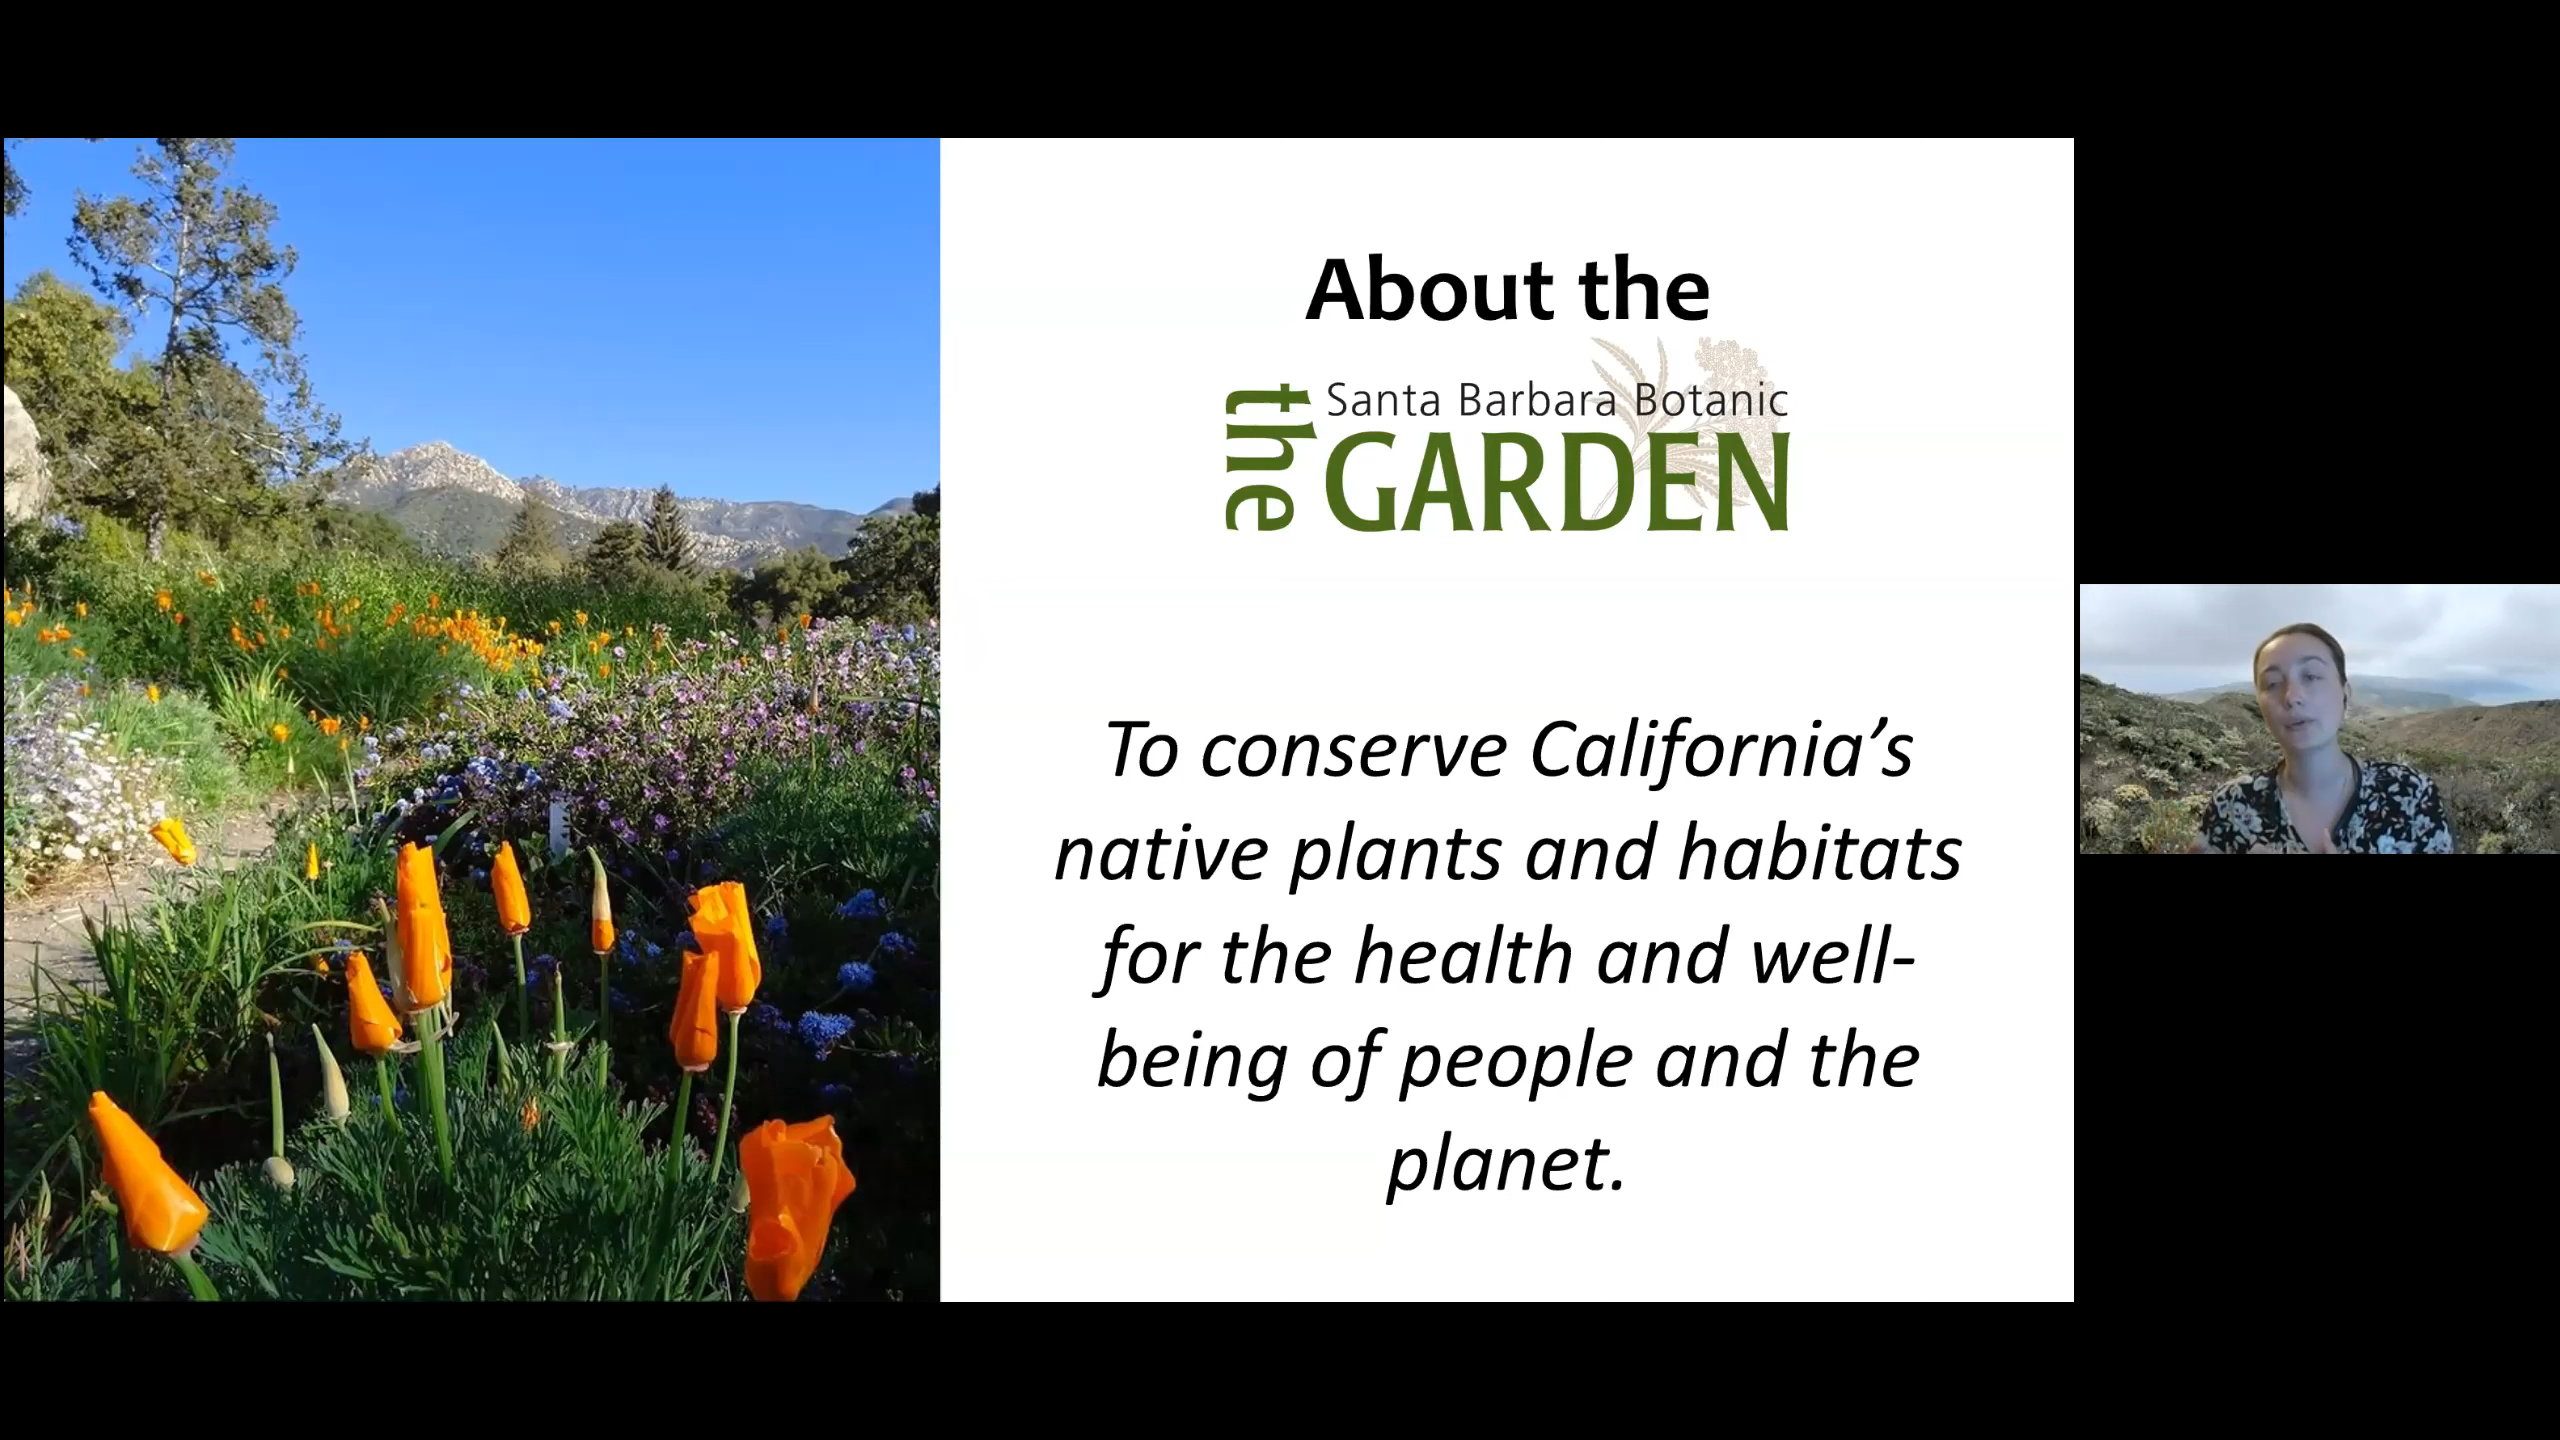 About the
the
Santa Barbara Botanic
GARDEN
To conserve California’s
native plants and habitats
for the health and well-
being of people and the
planet.